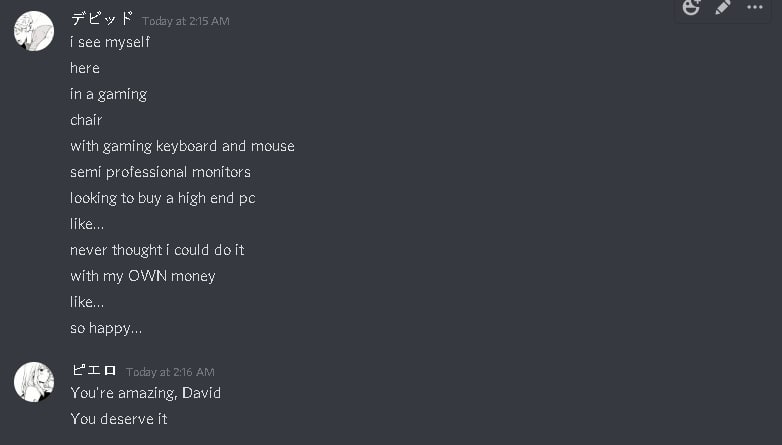 デビッド Today at 2:15 AM
i see myself
here
in a gaming
chair
with gaming keyboard and mouse
semi professional monitors
looking to buy a high end pc
like...
never thought i could do it
with my OWN money
like...
so happy...
ピエロ Today at 2:16 AM
You're amazing, David
You deserve it